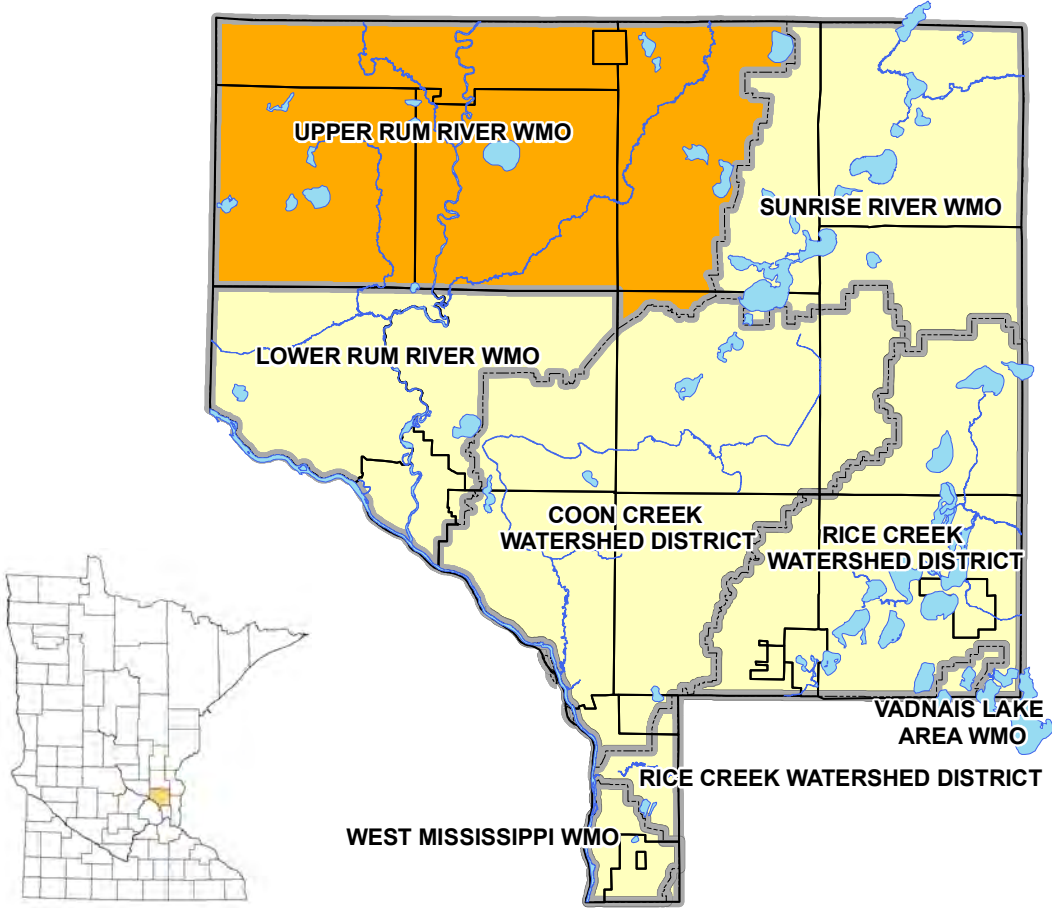 UPPER RUM RIVER WMO
SUNRISE RIVER WMO
LOWER RUM RIVER WMO
COON CREEK
WATERSHED DISTRICT
RICE CREEK
WATERSHED DISTRICT
VADNAIS LAKE
AREA WMO
RICE CREEK WATERSHED DISTRICT
WEST MISSISSIPPI WMO